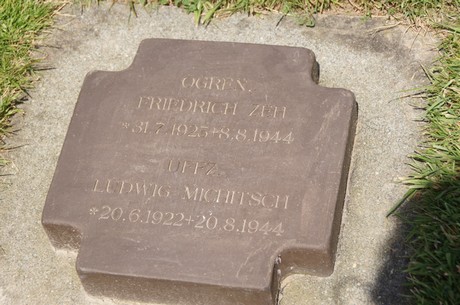 OGREN.
FRIEDRICH ZEH
*31.7.1925+8.8.1944
UFFZ.
LUDWIG MICHITSCH
*20.6.1922+20.8.1944